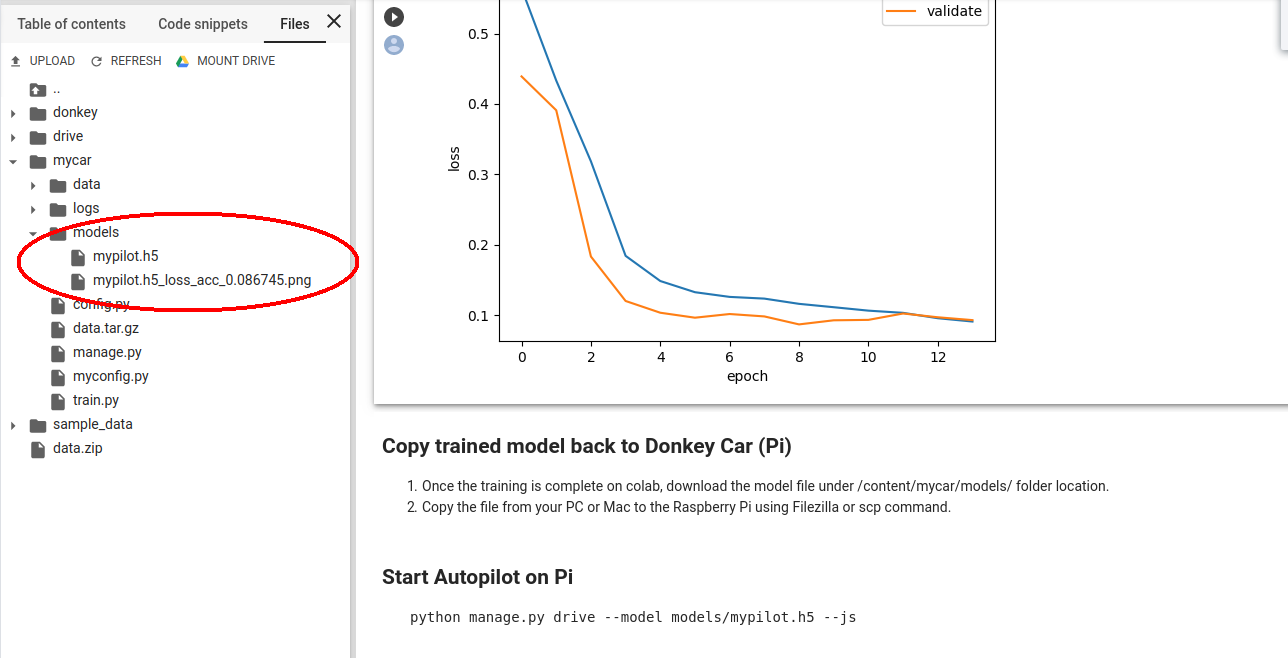 Table of contents
Code snippets
Files
UPLOAD
REFRESH
MOUNT DRIVE
..
donkey
drive
mycar
data
logs
models
mypilot.h5
mypilot.h5_loss_acc_0.086745.png
config.py
data.tar.gz
manage.py
myconfig.py
train.py
sample_data
data.zip
validate
0.5
0.4
0.3
0.2
0.1
loss
0 2 4 6 8 10 12
epoch
Copy trained model back to Donkey Car (Pi)
1. Once the training is complete on colab, download the model file under /content/mycar/models/ folder location.
2. Copy the file from your PC or Mac to the Raspberry Pi using Filezilla or scp command.
Start Autopilot on Pi
python manage.py drive --model models/mypilot.h5 --js